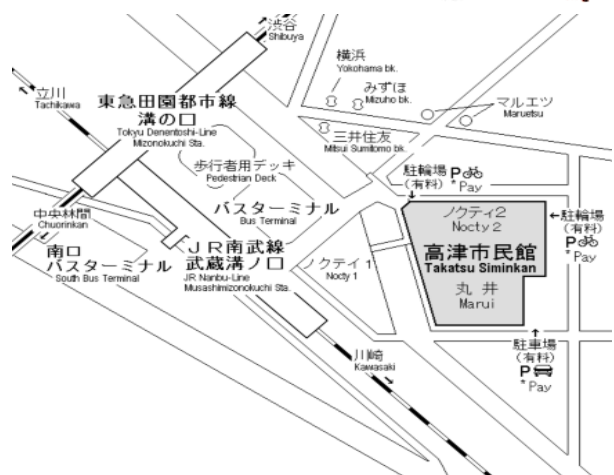 渋谷
Shibuya
横浜
Yokohama bk.
みずほ
Mizuho bk.
マルエツ
Maruetsu
三井住友
Mitsui Sumitomo bk.
立川
Tachikawa
東急田園都市線
溝の口
Tokyu Denentoshi-Line
Mizonokuchi Sta.
歩行者用デッキ
Pedestrian Deck
バスターミナル
Bus Terminal
駐輪場
(有料)
P
*Pay
ノクティ2
Nocty2
駐輪場
(有料)
P
*Pay
中央林間
Chuorinkan
南口
バスターミナル
South Bus Terminal
JR南武線
武蔵溝ノ口
JR Nanbu-Line
Musashimizonokuchi Sta.
ノクティ1
Nocty1
高津市民館
Takatsu Siminkan
丸井
Marui
駐車場
(有料)
P
*Pay
川崎
Kawasaki